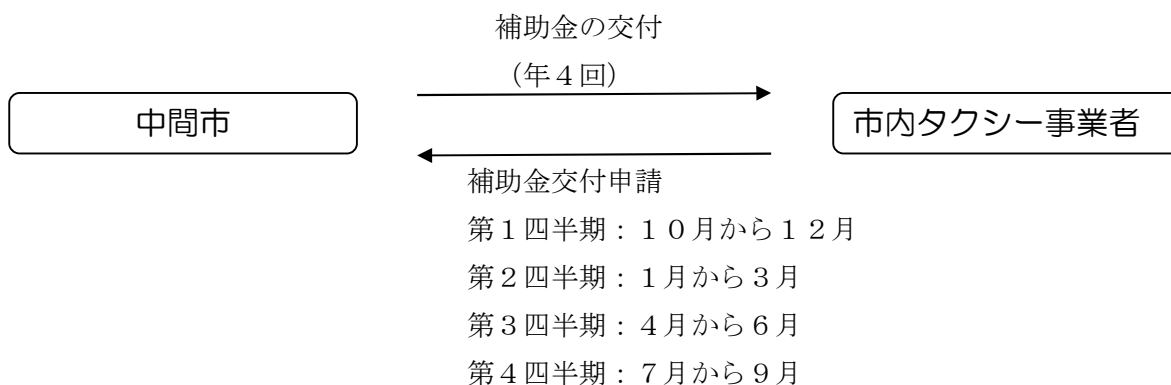 補助金の交付
(年４回)
中間市
市内タクシー事業者
補助金交付申請
第１四半期：１０月から１２月
第２四半期：１月から３月
第３四半期：４月から６月
第４四半期：７月から９月